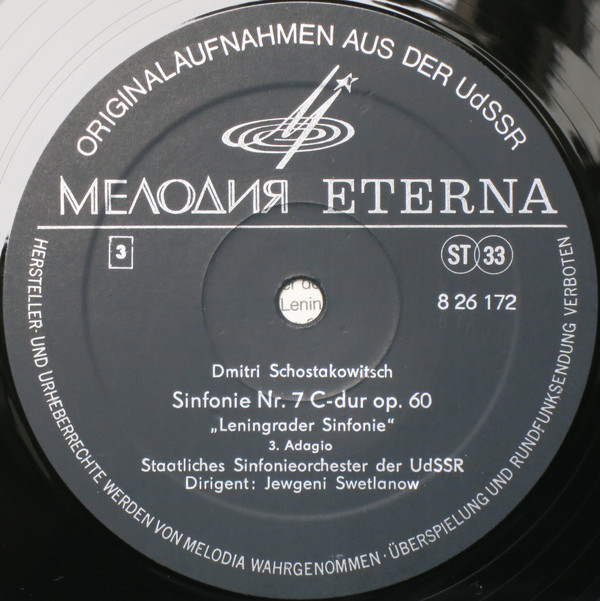 ORIGINALAUFNAHMEN AUS DER UdSSR
МЕЛОДИЯ ETERNA
3
ST 33
8 26 172
Lenin
Dmitri Schostakowitsch
Sinfonie Nr. 7 C-dur op. 60
„Leningrader Sinfonie“
3. Adagio
Staatliches Sinfonieorchester der UdSSR
Dirigent: Jewgeni Swetlanow
HERSTELLER- UND URHEBERRECHTE WERDEN VON MELODIA WAHRGENOMMEN · ÜBERSPIELUNG UND RUNDFUNKSENDUNG VERBOTEN